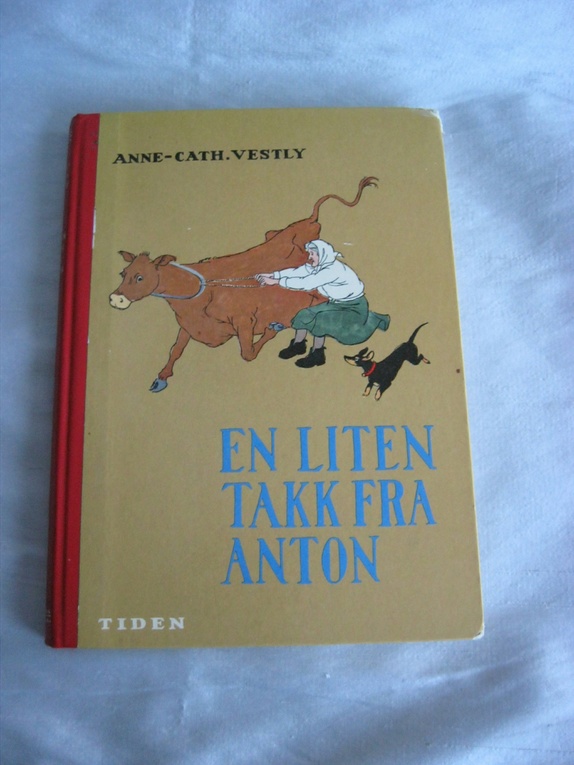 ANNE-CATH.VESTLY
EN LITEN
TAKK FRA
ANTON
TIDEN